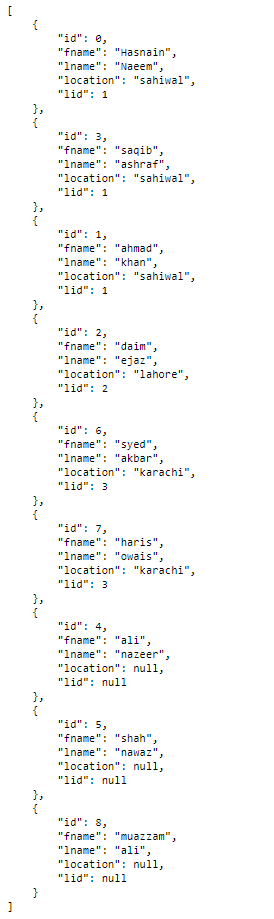 [
    {
        "id": 0,
        "fname": "Hasnain",
        "lname": "Naeem",
        "location": "sahiwal",
        "lid": 1
    },
    {
        "id": 3,
        "fname": "saqib",
        "lname": "ashraf",
        "location": "sahiwal",
        "lid": 1
    },
    {
        "id": 1,
        "fname": "ahmad",
        "lname": "khan",
        "location": "sahiwal",
        "lid": 1
    },
    {
        "id": 2,
        "fname": "daim",
        "lname": "ejaz",
        "location": "lahore",
        "lid": 2
    },
    {
        "id": 6,
        "fname": "syed",
        "lname": "akbar",
        "location": "karachi",
        "lid": 3
    },
    {
        "id": 7,
        "fname": "haris",
        "lname": "owais",
        "location": "karachi",
        "lid": 3
    },
    {
        "id": 4,
        "fname": "ali",
        "lname": "nazeer",
        "location": null,
        "lid": null
    },
    {
        "id": 5,
        "fname": "shah",
        "lname": "nawaz",
        "location": null,
        "lid": null
    },
    {
        "id": 8,
        "fname": "muazzam",
        "lname": "ali",
        "location": null,
        "lid": null
    }
]